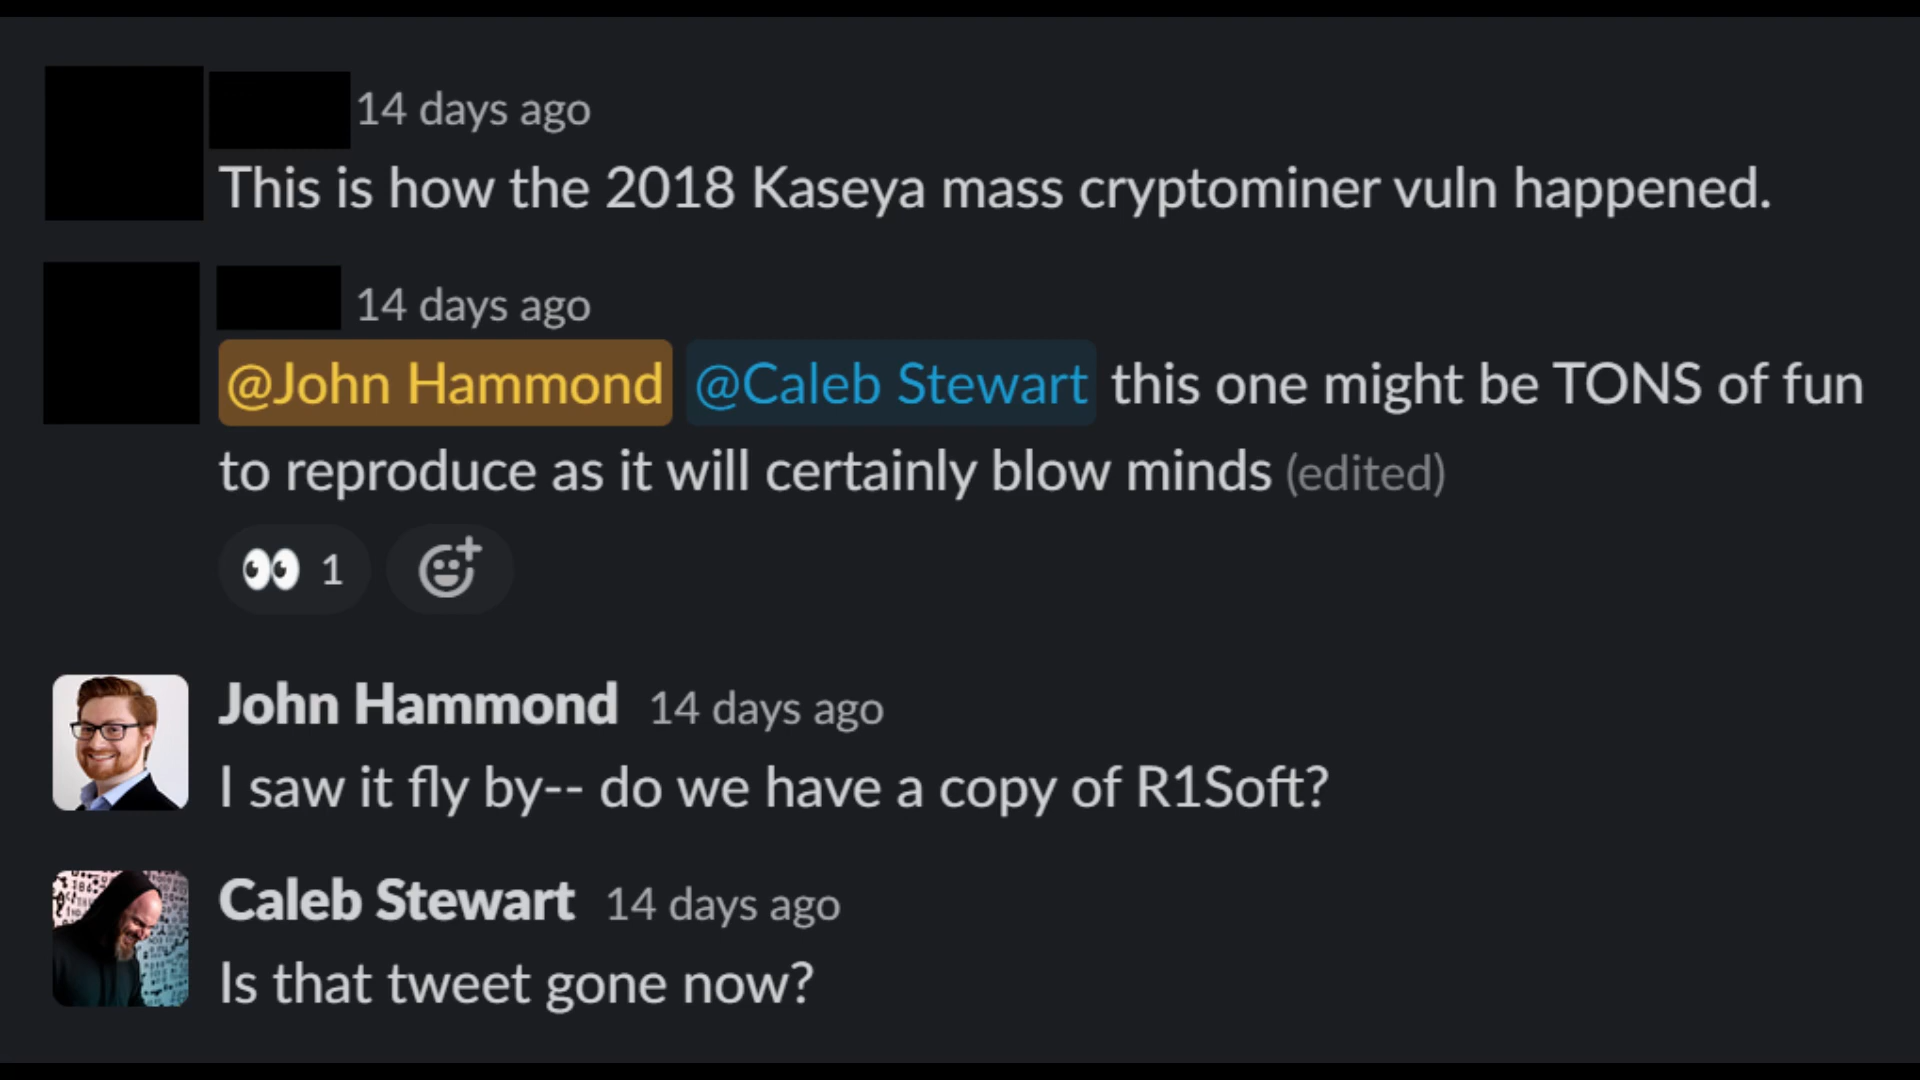 14 days ago
This is how the 2018 Kaseya mass cryptominer vuln happened.
14 days ago
@John Hammond @Caleb Stewart this one might be TONS of fun
to reproduce as it will certainly blow minds (edited)
👀 1
John Hammond 14 days ago
I saw it fly by-- do we have a copy of R1Soft?
Caleb Stewart 14 days ago
Is that tweet gone now?